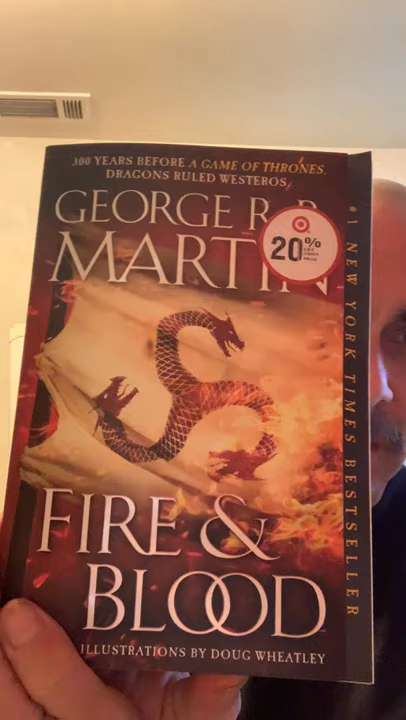 300 YEARS BEFORE A GAME OF THRONES,
DRAGONS RULED WESTEROS
GEORGE R. R.
MARTIN
20%
#1 NEW YORK TIMES BESTSELLER
FIRE &
BLOOD
ILLUSTRATIONS BY DOUG WHEATLEY